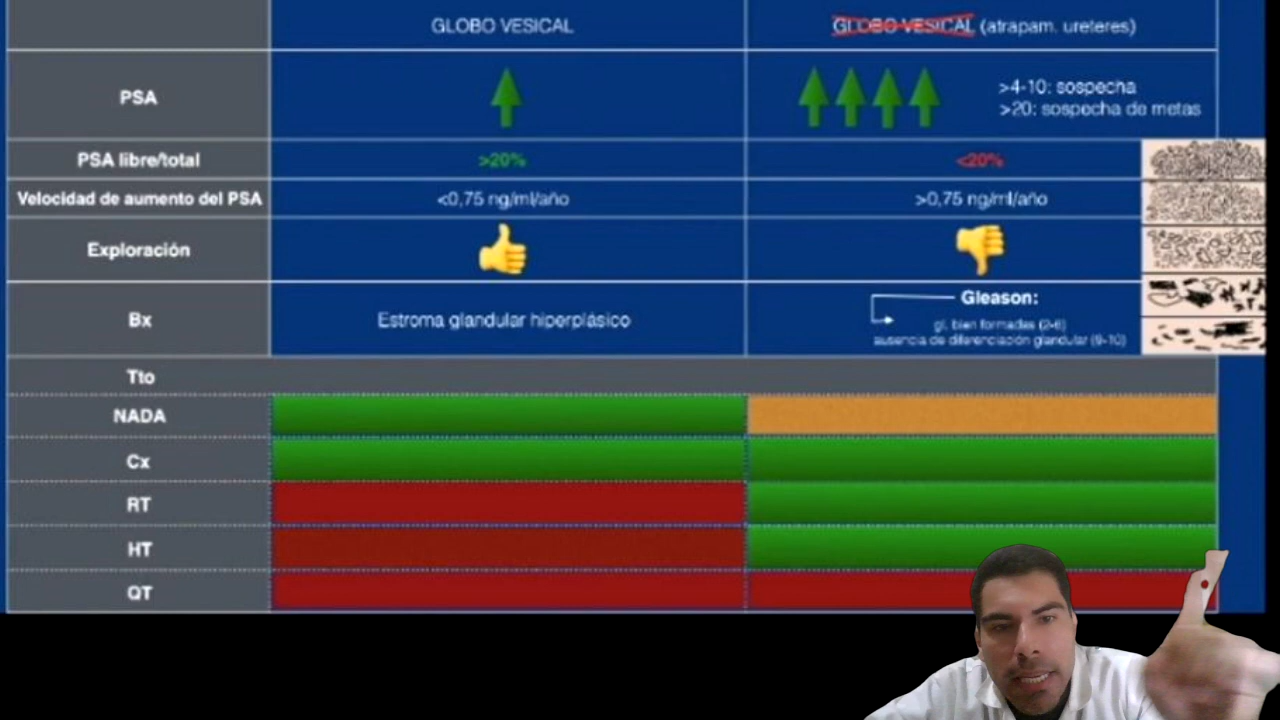 GLOBO VESICAL
GLOBO VESICAL (atrapam. ureteres)
PSA
>4-10: sospecha
>20: sospecha de metas
PSA libre/total
>20%
<20%
Velocidad de aumento del PSA
<0,75 ng/ml/año
>0,75 ng/ml/año
Exploración
Bx
Estroma glandular hiperplásico
Gleason:
gl. bien formadas (2-6)
ausencia de diferenciación glandular (9-10)
Tto
NADA
Cx
RT
HT
QT